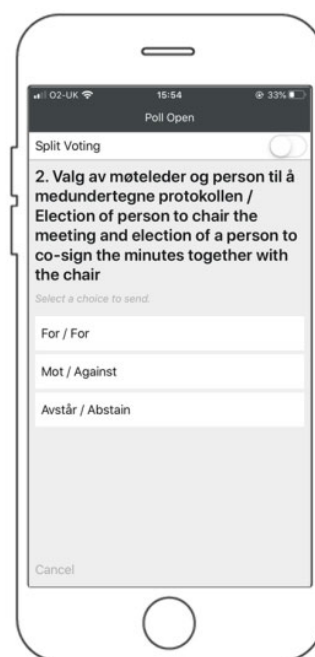 O2-UK 15:54 33%
Poll Open
Split Voting
2. Valg av møteleder og person til å
medundertegne protokollen /
Election of person to chair the
meeting and election of a person to
co-sign the minutes together with
the chair
Select a choice to send.
For / For
Mot / Against
Avstår / Abstain
Cancel